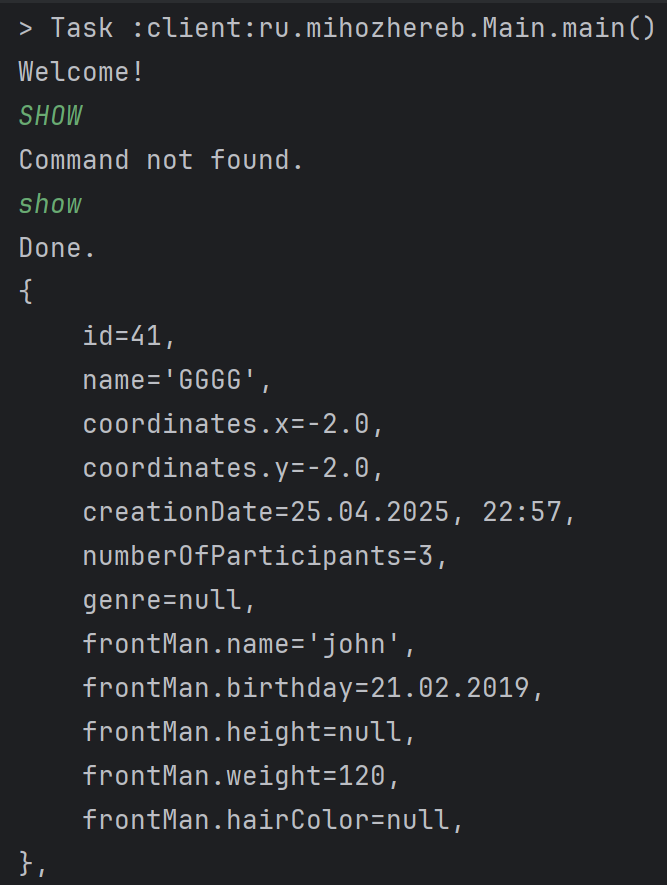 > Task :client:ru.mihozhereb.Main.main()
Welcome!
SHOW
Command not found.
show
Done.
{
    id=41,
    name='GGGG',
    coordinates.x=-2.0,
    coordinates.y=-2.0,
    creationDate=25.04.2025, 22:57,
    numberOfParticipants=3,
    genre=null,
    frontMan.name='john',
    frontMan.birthday=21.02.2019,
    frontMan.height=null,
    frontMan.weight=120,
    frontMan.hairColor=null,
},